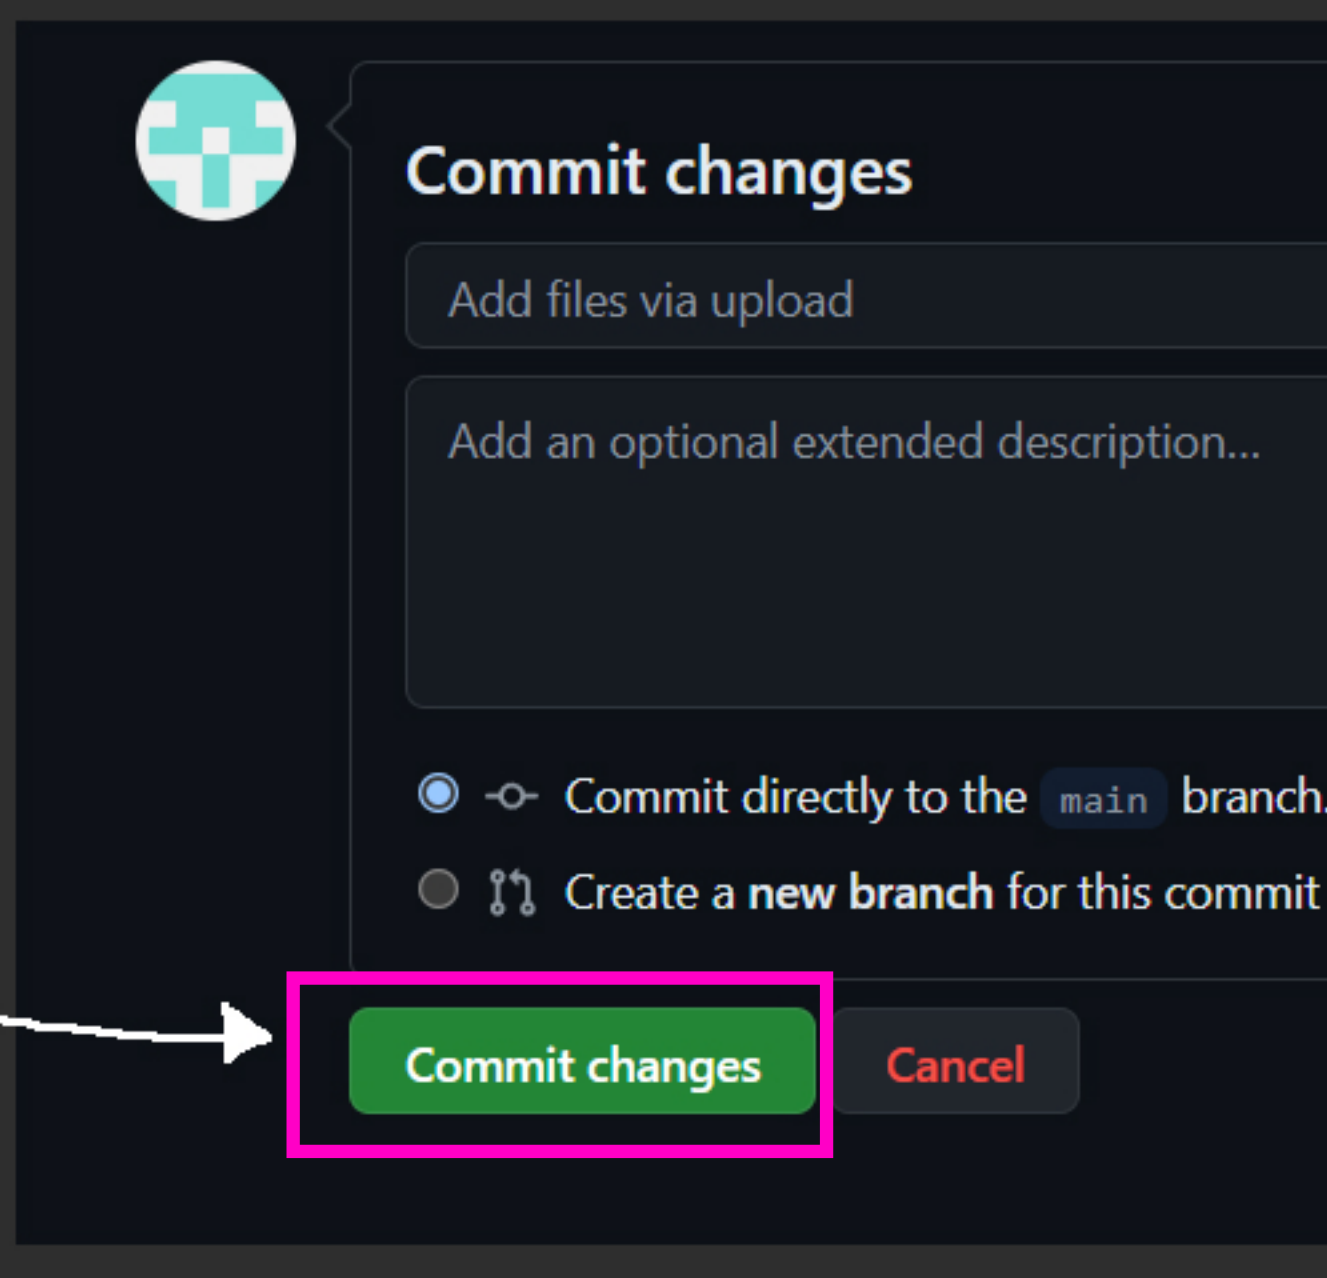 Commit changes
Add files via upload
Add an optional extended description...
Commit directly to the main branch.
Create a new branch for this commit
Commit changes
Cancel